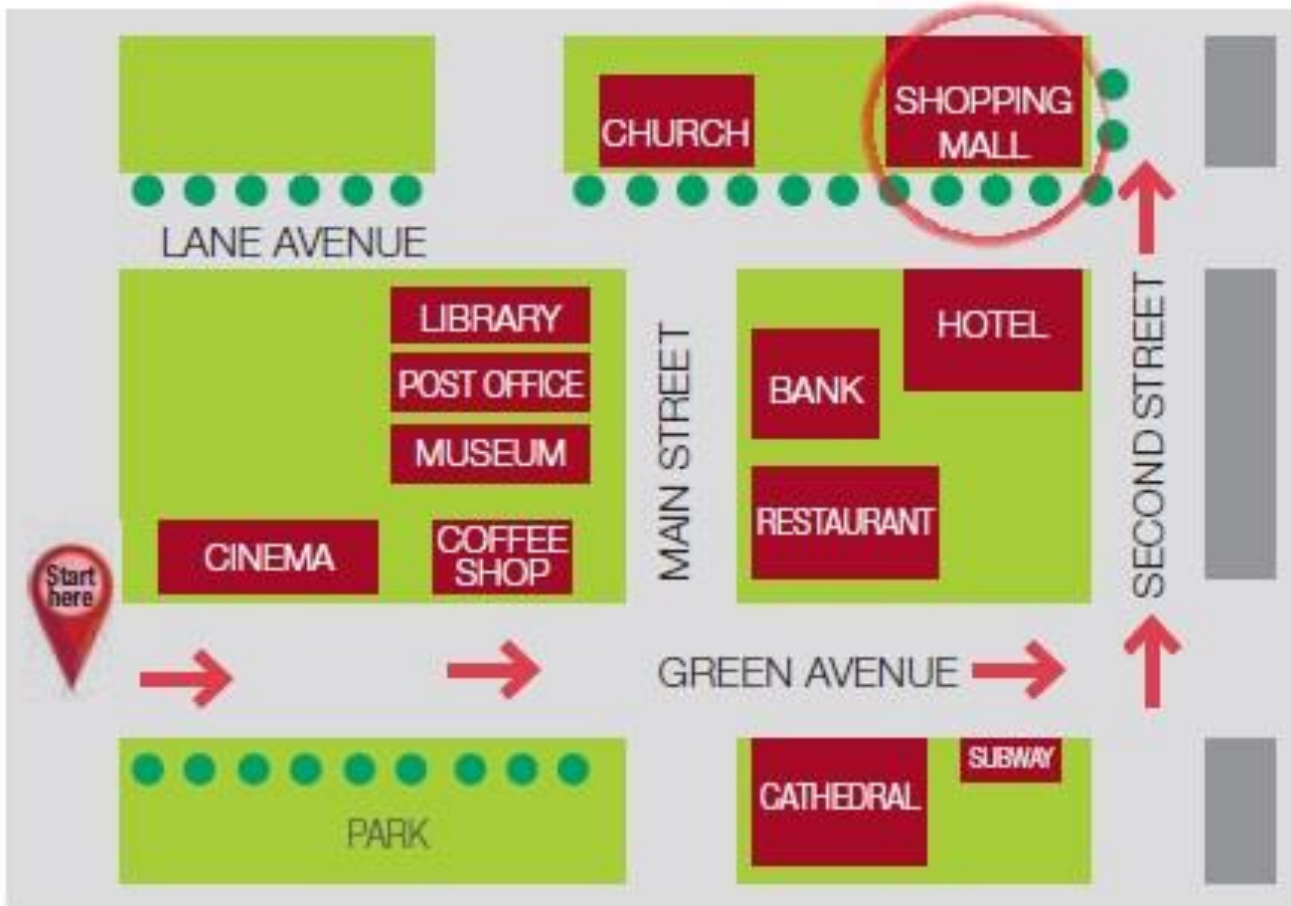 CHURCH
SHOPPING
MALL
LANE AVENUE
LIBRARY
POST OFFICE
MUSEUM
CINEMA
COFFEE
SHOP
MAIN STREET
BANK
HOTEL
RESTAURANT
SECOND STREET
Start
here
GREEN AVENUE
PARK
CATHEDRAL
SUBWAY